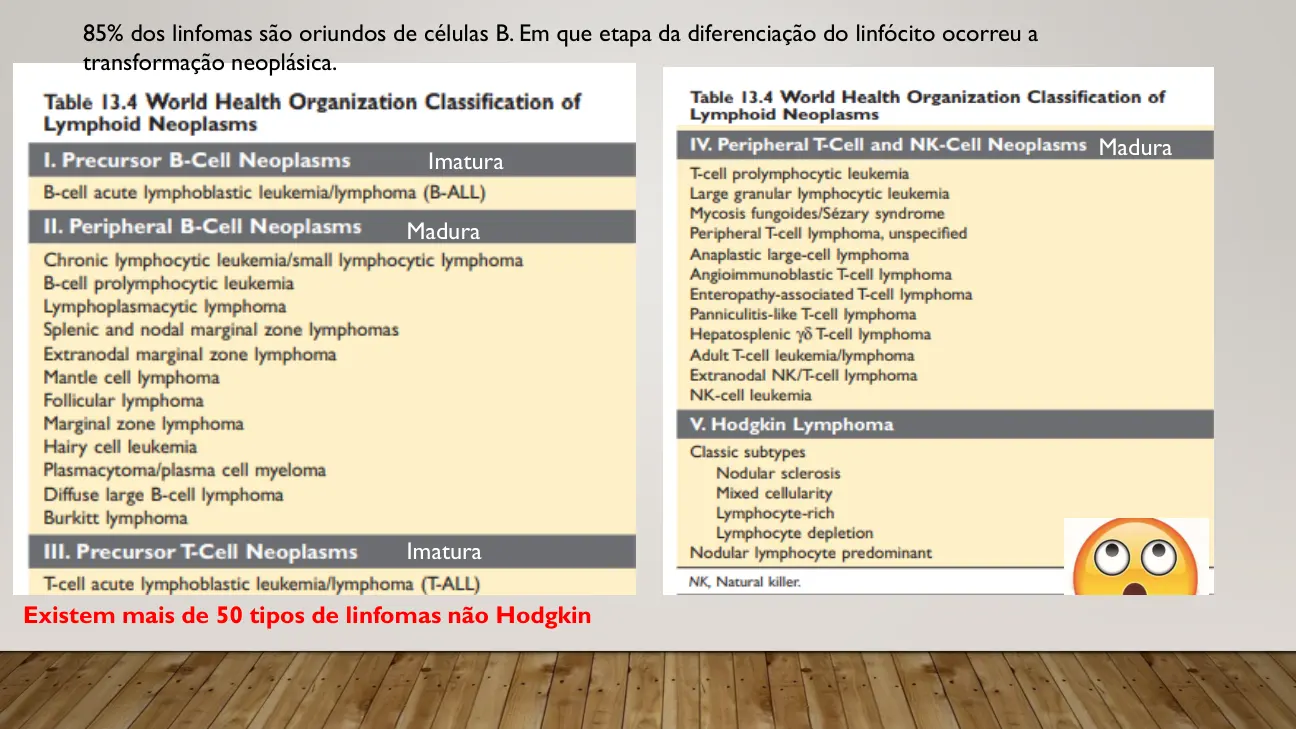 85% dos linfomas são oriundos de células B. Em que etapa da diferenciação do linfócito ocorreu a
transformação neoplásica.
Table 13.4 World Health Organization Classification of
Lymphoid Neoplasms
I. Precursor B-Cell Neoplasms Imatura
B-cell acute lymphoblastic leukemia/lymphoma (B-ALL)
II. Peripheral B-Cell Neoplasms Madura
Chronic lymphocytic leukemia/small lymphocytic lymphoma
B-cell prolymphocytic leukemia
Lymphoplasmacytic lymphoma
Splenic and nodal marginal zone lymphomas
Extranodal marginal zone lymphoma
Mantle cell lymphoma
Follicular lymphoma
Marginal zone lymphoma
Hairy cell leukemia
Plasmacytoma/plasma cell myeloma
Diffuse large B-cell lymphoma
Burkitt lymphoma
III. Precursor T-Cell Neoplasms Imatura
T-cell acute lymphoblastic leukemia/lymphoma (T-ALL)
Table 13.4 World Health Organization Classification of
Lymphoid Neoplasms
IV. Peripheral T-Cell and NK-Cell Neoplasms Madura
T-cell prolymphocytic leukemia
Large granular lymphocytic leukemia
Mycosis fungoides/Sézary syndrome
Peripheral T-cell lymphoma, unspecified
Anaplastic large-cell lymphoma
Angioimmunoblastic T-cell lymphoma
Enteropathy-associated T-cell lymphoma
Panniculitis-like T-cell lymphoma
Hepatosplenic γδ T-cell lymphoma
Adult T-cell leukemia/lymphoma
Extranodal NK/T-cell lymphoma
NK-cell leukemia
V. Hodgkin Lymphoma
Classic subtypes
Nodular sclerosis
Mixed cellularity
Lymphocyte-rich
Lymphocyte depletion
Nodular lymphocyte predominant
NK, Natural killer.
Existem mais de 50 tipos de linfomas não Hodgkin